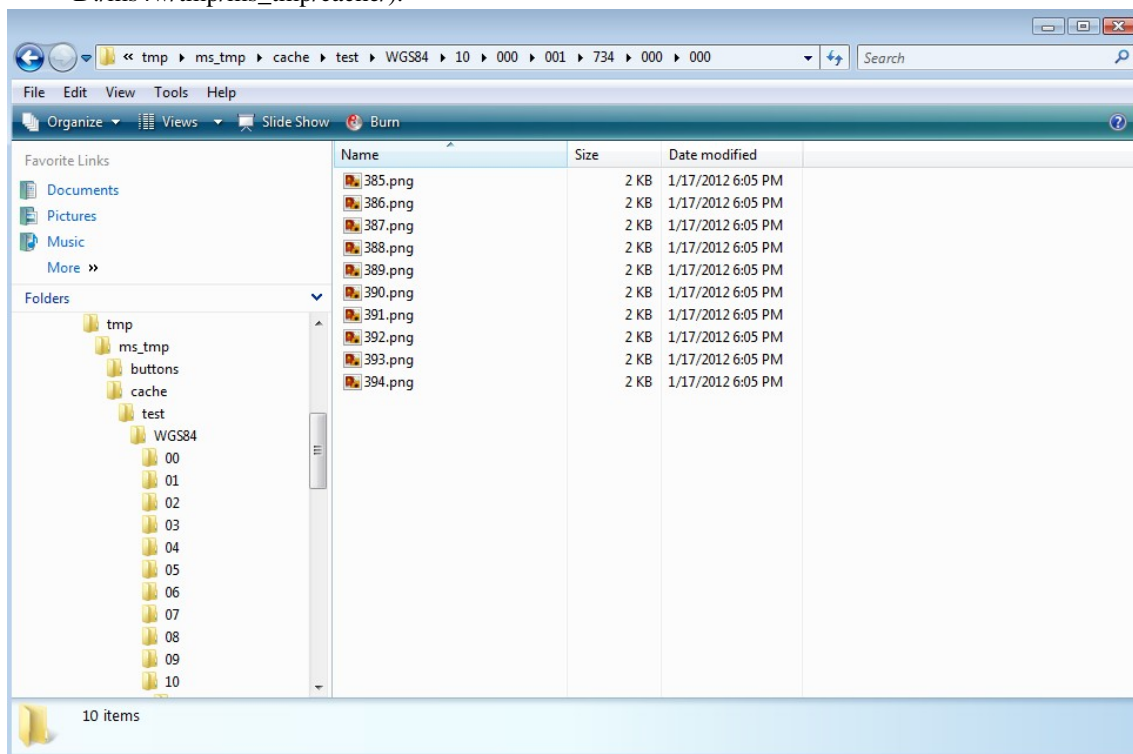 « tmp ▸ ms_tmp ▸ cache ▸ test ▸ WGS84 ▸ 10 ▸ 000 ▸ 001 ▸ 734 ▸ 000 ▸ 000 Search
File Edit View Tools Help
Organize Views Slide Show Burn
Favorite Links
Documents
Pictures
Music
More »
Folders
tmp
ms_tmp
buttons
cache
test
WGS84
00
01
02
03
04
05
06
07
08
09
10
Name Size Date modified
385.png 2 KB 1/17/2012 6:05 PM
386.png 2 KB 1/17/2012 6:05 PM
387.png 2 KB 1/17/2012 6:05 PM
388.png 2 KB 1/17/2012 6:05 PM
389.png 2 KB 1/17/2012 6:05 PM
390.png 2 KB 1/17/2012 6:05 PM
391.png 2 KB 1/17/2012 6:05 PM
392.png 2 KB 1/17/2012 6:05 PM
393.png 2 KB 1/17/2012 6:05 PM
394.png 2 KB 1/17/2012 6:05 PM
10 items